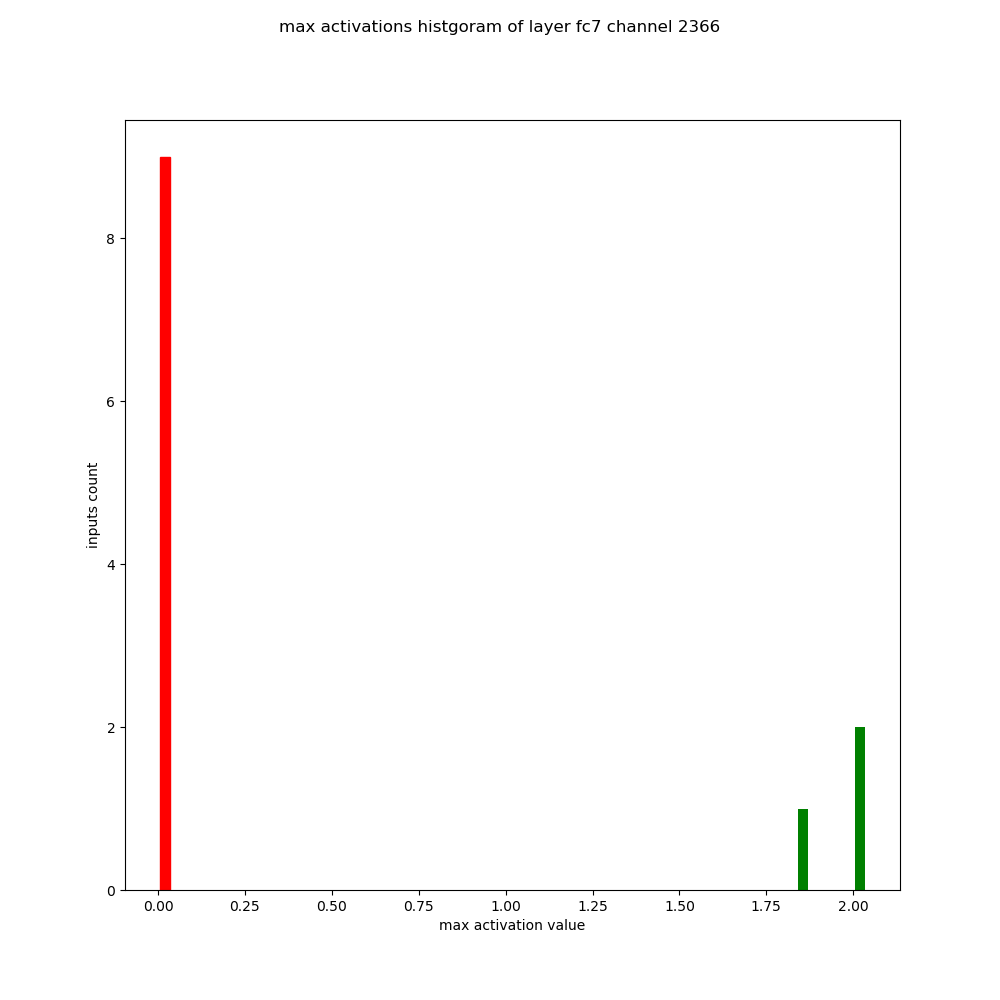 max activations histgoram of layer fc7 channel 2366
8
6
4
2
0
inputs count
0.00 0.25 0.50 0.75 1.00 1.25 1.50 1.75 2.00
max activation value